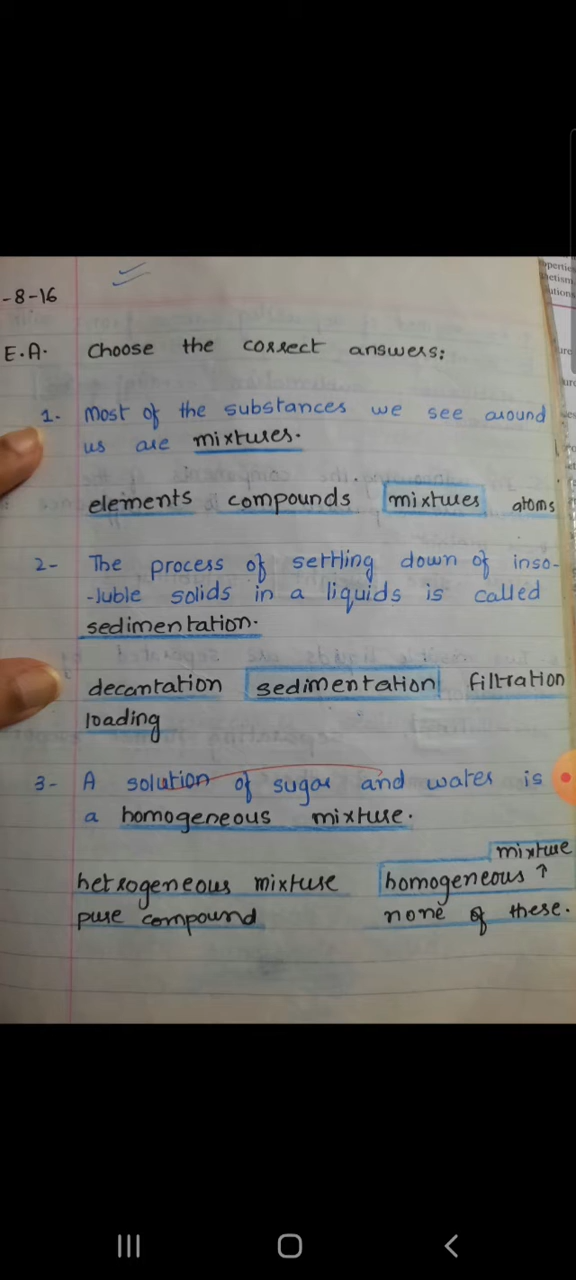 -8-16
E.A. Choose the correct answers:
1. Most of the substances we see around
us are mixtures.
elements compounds mixtures atoms
2- The process of settling down of inso-
-luble solids in a liquids is called
sedimentation.
decantation sedimentation filtration
loading
3- A solution of sugar and water is
a homogeneous mixture.
mixture
hetrogeneous mixture homogeneous ↑
pure compound none of these.